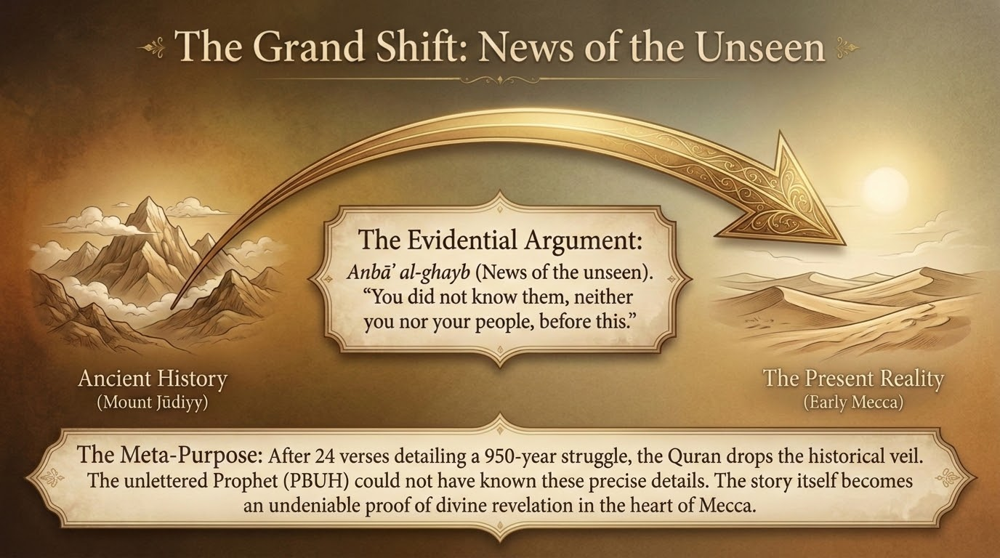 The Grand Shift: News of the Unseen
The Evidential Argument:
Anbā’ al-ghayb (News of the unseen).
“You did not know them, neither
you nor your people, before this.”
Ancient History
(Mount Jūdiyy)
The Present Reality
(Early Mecca)
The Meta-Purpose: After 24 verses detailing a 950-year struggle, the Quran drops the historical veil.
The unlettered Prophet (PBUH) could not have known these precise details. The story itself becomes
an undeniable proof of divine revelation in the heart of Mecca.